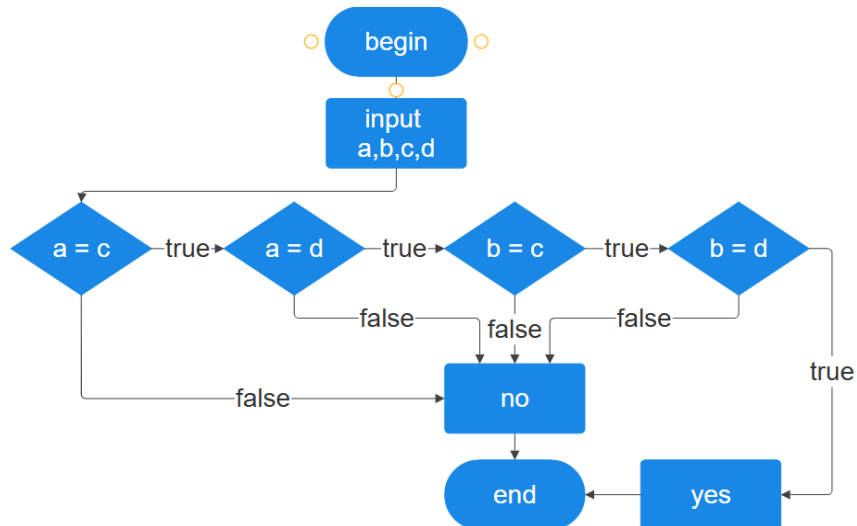 begin
input
a,b,c,d
a = c
true
a = d
true
b = c
true
b = d
false
false
false
true
false
no
end
yes